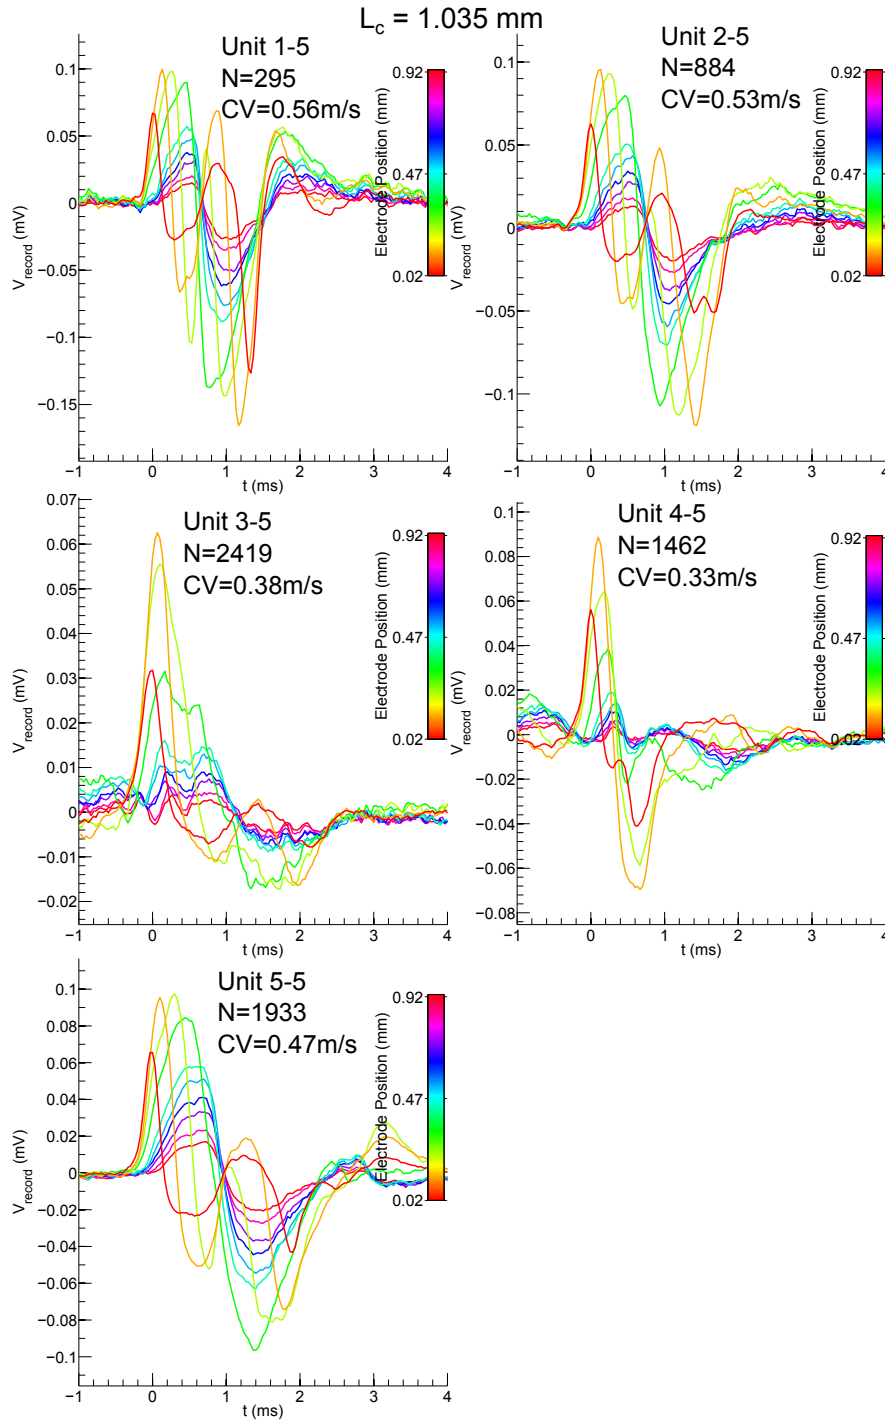 L_c = 1.035 mm
Unit 1-5
N=295
CV=0.56m/s
V_record (mV)
0.1
0.05
0
−0.05
−0.1
−0.15
−1
0
1
2
3
4
t (ms)
Electrode Position (mm)
0.92
0.47
0.02
Unit 2-5
N=884
CV=0.53m/s
V_record (mV)
0.1
0.05
0
−0.05
−0.1
−1
0
1
2
3
4
t (ms)
Electrode Position (mm)
0.92
0.47
0.02
Unit 3-5
N=2419
CV=0.38m/s
V_record (mV)
0.07
0.06
0.05
0.04
0.03
0.02
0.01
0
−0.01
−0.02
−1
0
1
2
3
4
t (ms)
Electrode Position (mm)
0.92
0.47
0.02
Unit 4-5
N=1462
CV=0.33m/s
V_record (mV)
0.1
0.08
0.06
0.04
0.02
0
−0.02
−0.04
−0.06
−0.08
−1
0
1
2
3
4
t (ms)
Electrode Position (mm)
0.92
0.47
0.02
Unit 5-5
N=1933
CV=0.47m/s
V_record (mV)
0.1
0.08
0.06
0.04
0.02
0
−0.02
−0.04
−0.06
−0.08
−0.1
−1
0
1
2
3
4
t (ms)
Electrode Position (mm)
0.92
0.47
0.02